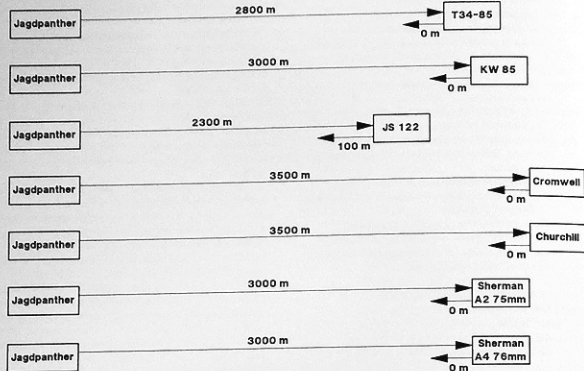 2800 m
Jagdpanther
T34-85
0 m
3000 m
Jagdpanther
KW 85
0 m
2300 m
Jagdpanther
JS 122
100 m
3500 m
Jagdpanther
Cromwell
0 m
3500 m
Jagdpanther
Churchill
0 m
3000 m
Jagdpanther
Sherman
A2 75mm
0 m
3000 m
Jagdpanther
Sherman
A4 76mm
0 m